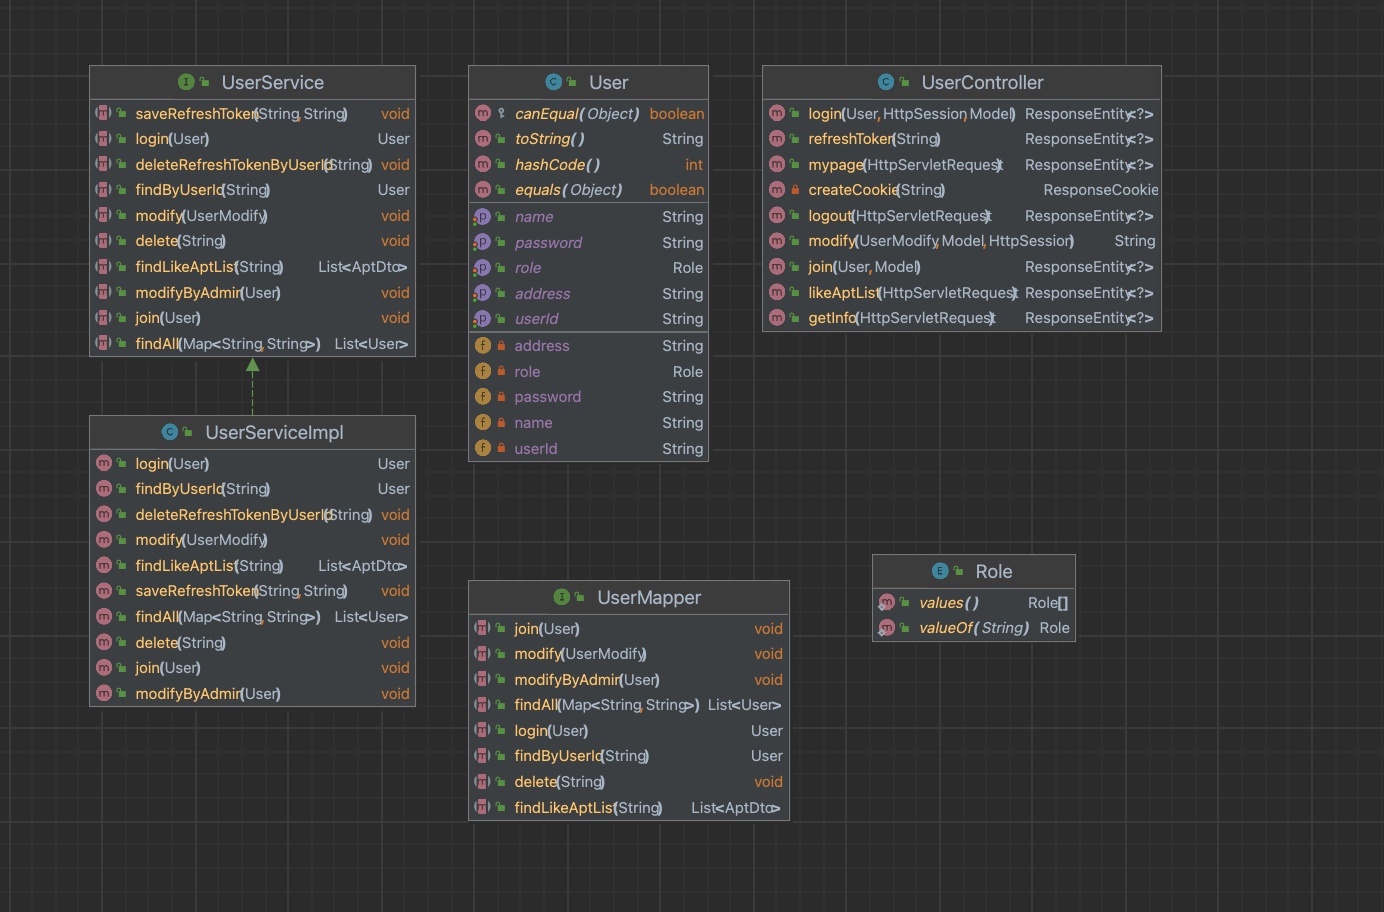 UserService
saveRefreshToken(String, String) void
login(User) User
deleteRefreshTokenByUserId(String) void
findByUserId(String) User
modify(UserModify) void
delete(String) void
findLikeAptList(String) List<AptDto>
modifyByAdmin(User) void
join(User) void
findAll(Map<String, String>) List<User>
UserServiceImpl
login(User) User
findByUserId(String) User
deleteRefreshTokenByUserId(String) void
modify(UserModify) void
findLikeAptList(String) List<AptDto>
saveRefreshToken(String, String) void
findAll(Map<String, String>) List<User>
delete(String) void
join(User) void
modifyByAdmin(User) void
User
canEqual(Object) boolean
toString() String
hashCode() int
equals(Object) boolean
name String
password String
role Role
address String
userId String
address String
role Role
password String
name String
userId String
UserMapper
join(User) void
modify(UserModify) void
modifyByAdmin(User) void
findAll(Map<String, String>) List<User>
login(User) User
findByUserId(String) User
delete(String) void
findLikeAptList(String) List<AptDto>
UserController
login(User, HttpSession, Model) ResponseEntity<?>
refreshToken(String) ResponseEntity<?>
mypage(HttpServletRequest) ResponseEntity<?>
createCookie(String) ResponseCookie
logout(HttpServletRequest) ResponseEntity<?>
modify(UserModify, Model, HttpSession) String
join(User, Model) ResponseEntity<?>
likeAptList(HttpServletRequest) ResponseEntity<?>
getInfo(HttpServletRequest) ResponseEntity<?>
Role
values() Role[]
valueOf(String) Role